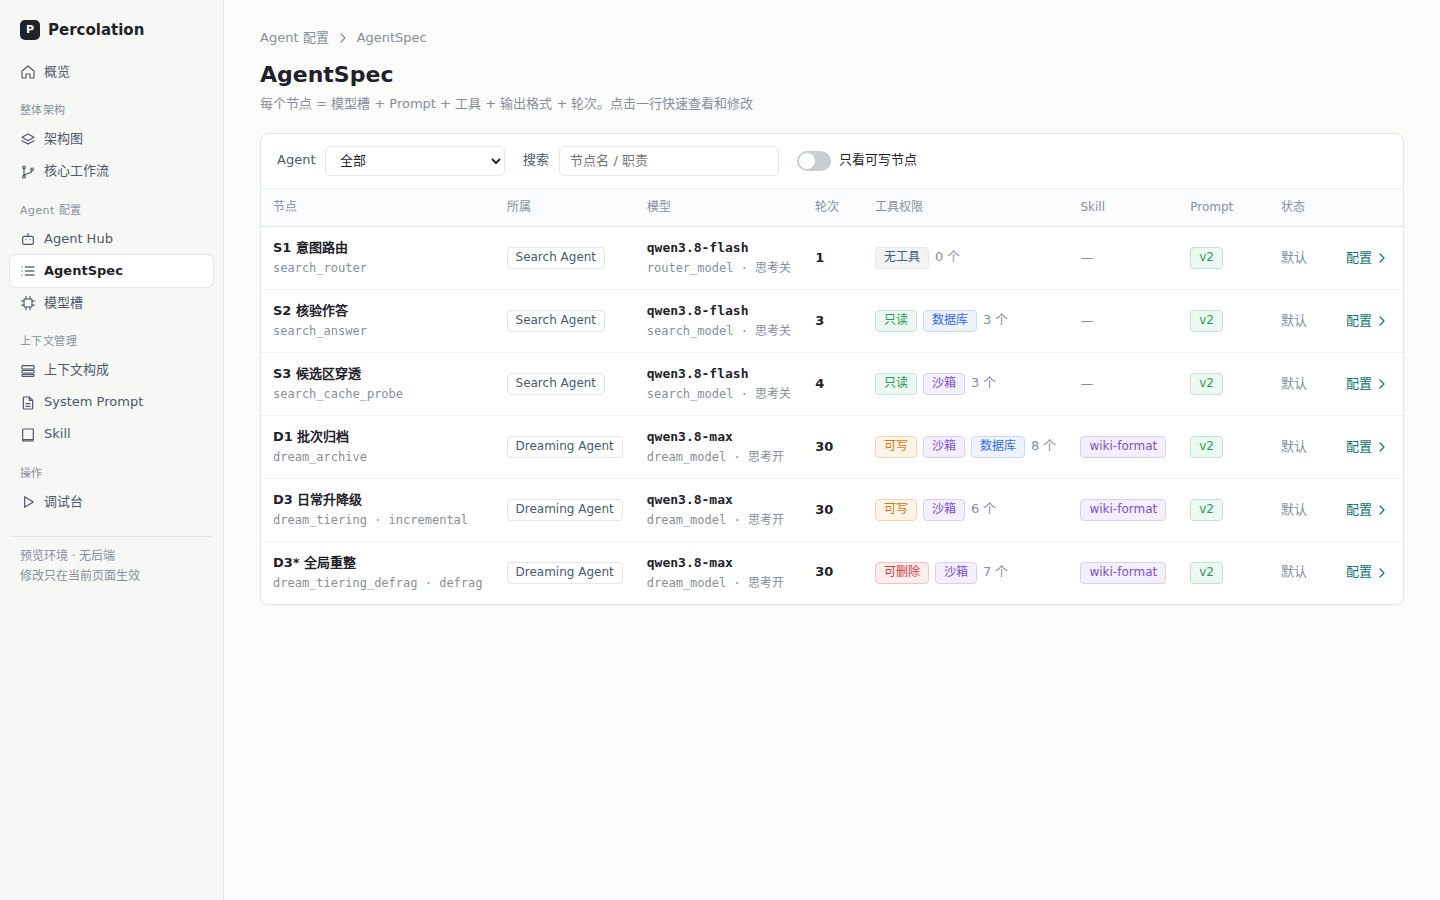 P Percolation
概览
整体架构
架构图
核心工作流
Agent 配置
Agent Hub
AgentSpec
模型槽
上下文管理
上下文构成
System Prompt
Skill
操作
调试台
预览环境 · 无后端
修改只在当前页面生效
Agent 配置 > AgentSpec
AgentSpec
每个节点 = 模型槽 + Prompt + 工具 + 输出格式 + 轮次。点击一行快速查看和修改
Agent 全部 搜索 节点名 / 职责 只看可写节点
节点 所属 模型 轮次 工具权限 Skill Prompt 状态
S1 意图路由 Search Agent qwen3.8-flash 1 无工具 0 个 — v2 默认 配置 >
search_router router_model · 思考关
S2 核验作答 Search Agent qwen3.8-flash 3 只读 数据库 3 个 — v2 默认 配置 >
search_answer search_model · 思考关
S3 候选区穿透 Search Agent qwen3.8-flash 4 只读 沙箱 3 个 — v2 默认 配置 >
search_cache_probe search_model · 思考关
D1 批次归档 Dreaming Agent qwen3.8-max 30 可写 沙箱 数据库 8 个 wiki-format v2 默认 配置 >
dream_archive dream_model · 思考开
D3 日常升降级 Dreaming Agent qwen3.8-max 30 可写 沙箱 6 个 wiki-format v2 默认 配置 >
dream_tiering · incremental dream_model · 思考开
D3* 全局重整 Dreaming Agent qwen3.8-max 30 可删除 沙箱 7 个 wiki-format v2 默认 配置 >
dream_tiering_defrag · defrag dream_model · 思考开